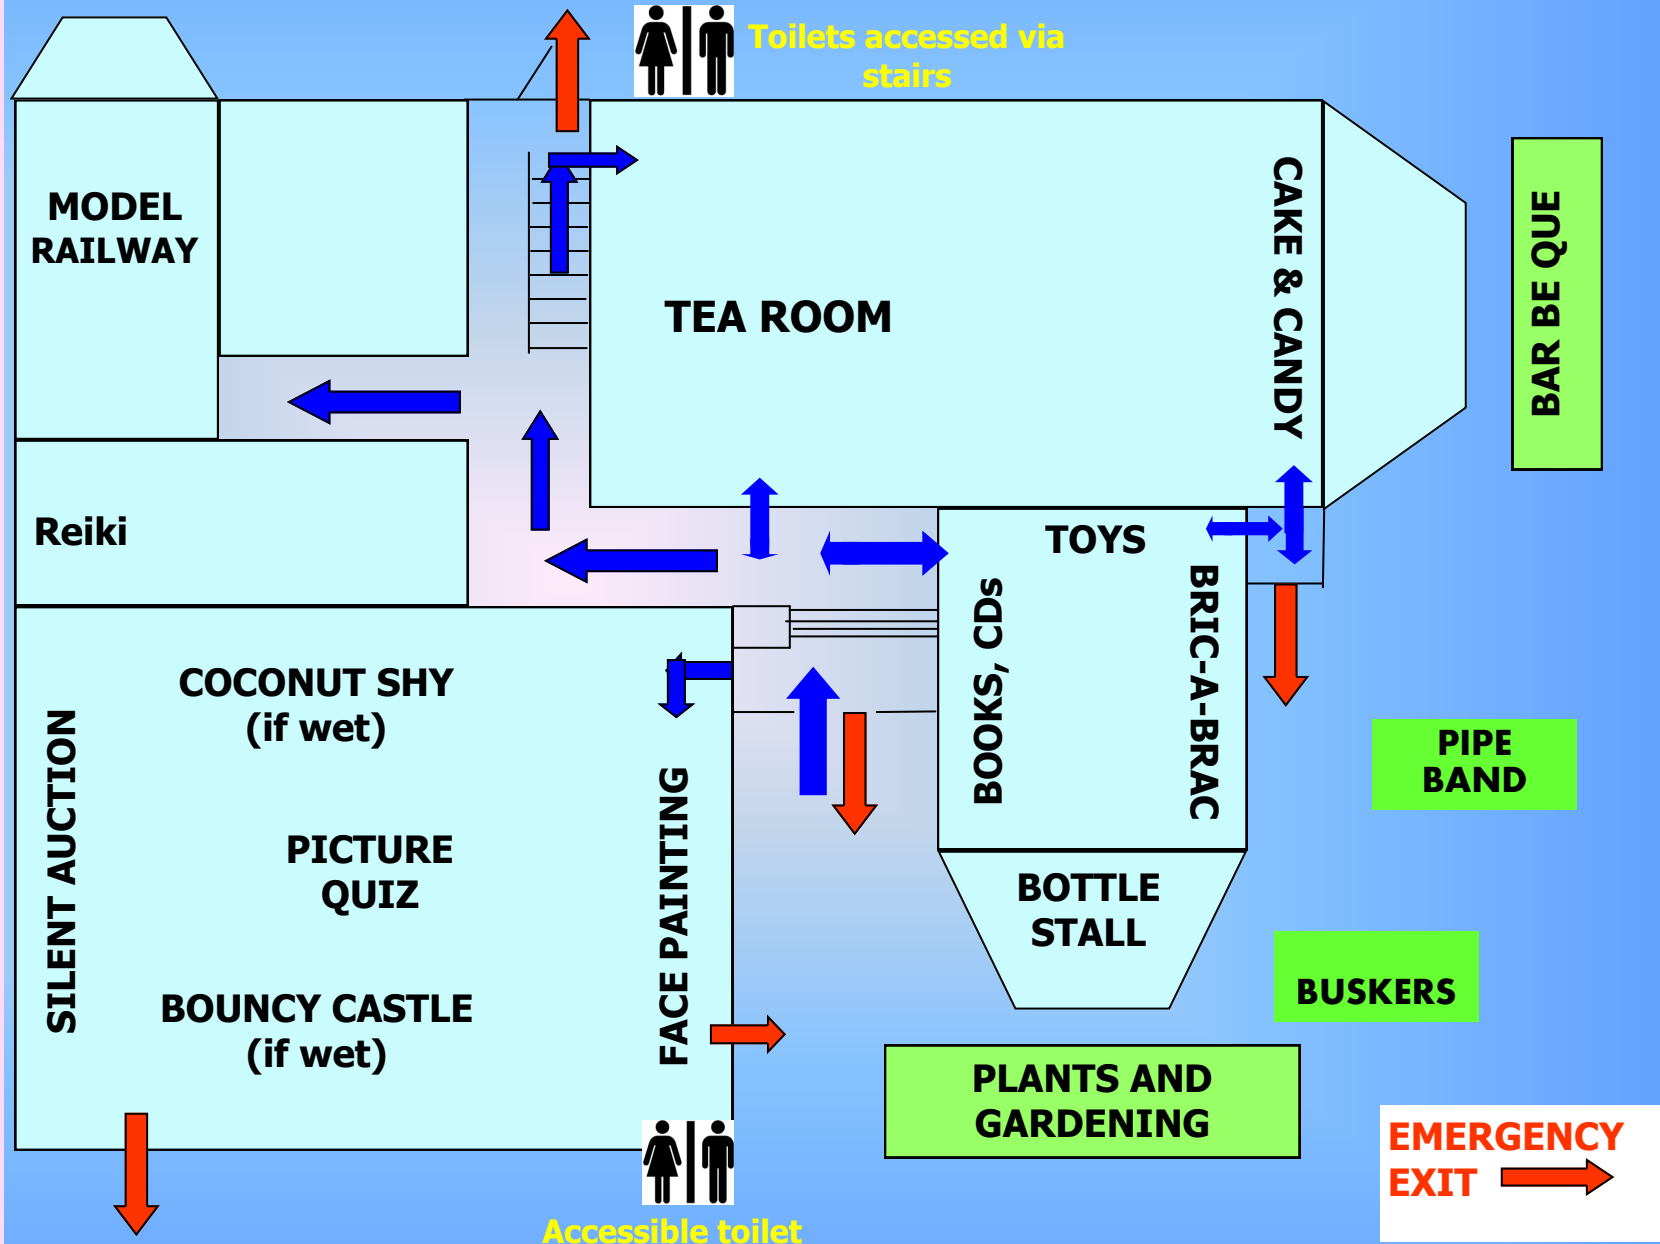 Toilets accessed via
stairs
MODEL
RAILWAY
TEA ROOM
CAKE & CANDY
BAR BE QUE
Reiki
TOYS
BOOKS, CDs
BRIC-A-BRAC
COCONUT SHY
(if wet)
SILENT AUCTION
PICTURE
QUIZ
FACE PAINTING
BOUNCY CASTLE
(if wet)
PIPE
BAND
BOTTLE
STALL
BUSKERS
PLANTS AND
GARDENING
EMERGENCY
EXIT
Accessible toilet